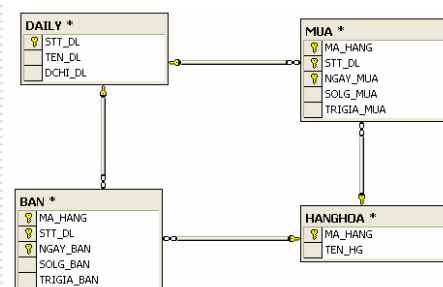 DAILY *
STT_DL
TEN_DL
DCHI_DL
MUA *
MA_HANG
STT_DL
NGAY_MUA
SOLG_MUA
TRIGIA_MUA
BAN *
MA_HANG
STT_DL
NGAY_BAN
SOLG_BAN
TRIGIA_BAN
HANGHOA *
MA_HANG
TEN_HG